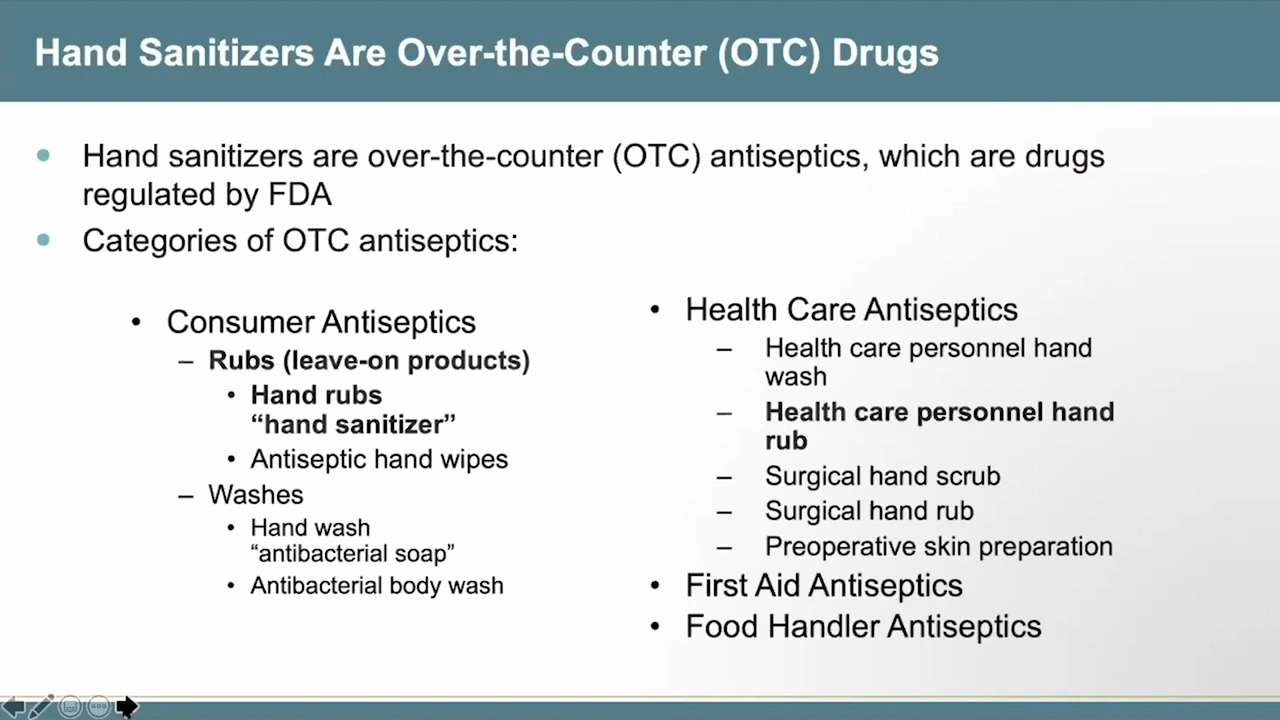 Hand Sanitizers Are Over-the-Counter (OTC) Drugs
• Hand sanitizers are over-the-counter (OTC) antiseptics, which are drugs
regulated by FDA
• Categories of OTC antiseptics:
• Consumer Antiseptics
– Rubs (leave-on products)
• Hand rubs
“hand sanitizer”
• Antiseptic hand wipes
– Washes
• Hand wash
“antibacterial soap”
• Antibacterial body wash
• Health Care Antiseptics
– Health care personnel hand
wash
– Health care personnel hand
rub
– Surgical hand scrub
– Surgical hand rub
– Preoperative skin preparation
• First Aid Antiseptics
• Food Handler Antiseptics